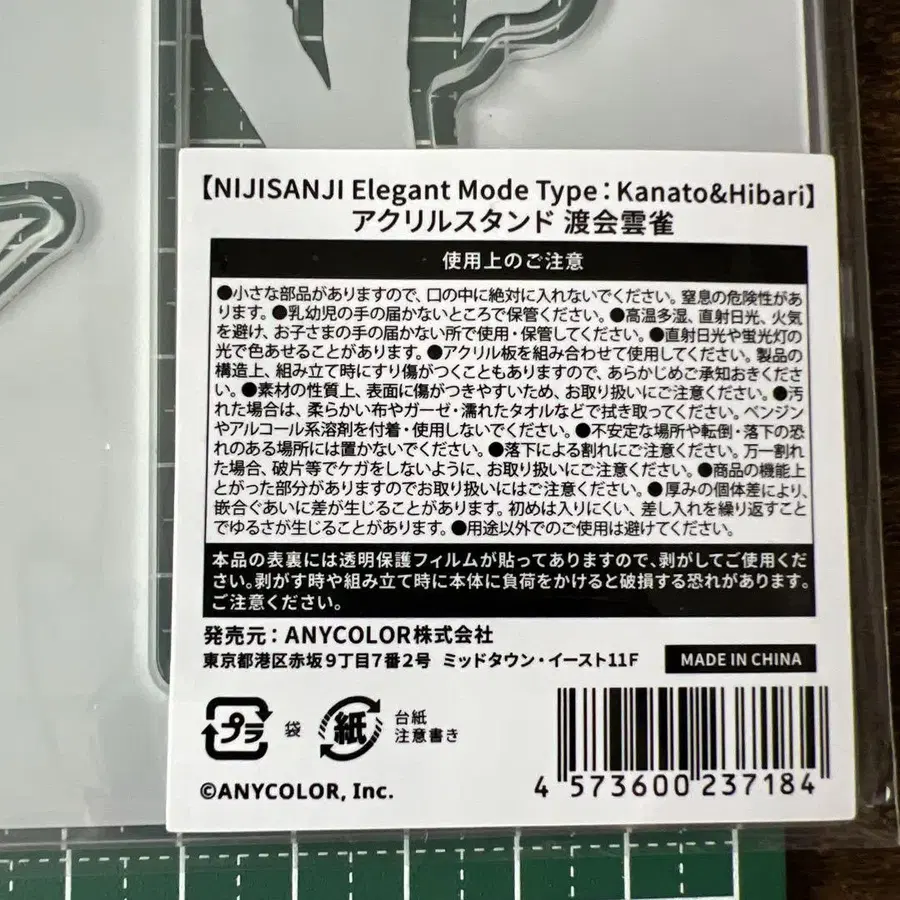 【NIJISANJI Elegant Mode Type：Kanato&Hibari】
アクリルスタンド 渡会雲雀
使用上のご注意
●小さな部品がありますので、口の中に絶対に入れないでください。窒息の危険性があ
ります。●乳幼児の手の届かないところで保管ください。●高温多湿、直射日光、火気
を避け、お子さまの手の届かない所で使用・保管してください。●直射日光や蛍光灯の
光で色あせることがあります。●アクリル板を組み合わせて使用してください。製品の
構造上、組み立て時にすり傷がつくこともありますので、あらかじめご承知おきくださ
い。●素材の性質上、表面に傷がつきやすいため、お取り扱いにご注意ください。●汚
れた場合は、柔らかい布やガーゼ・濡れたタオルなどで拭き取ってください。ベンジン
やアルコール系溶剤を付着・使用しないでください。●不安定な場所や転倒・落下の恐
れのある場所には置かないでください。●落下による割れにご注意ください。万一割れ
た場合、破片等でケガをしないように、お取り扱いにご注意ください。●商品の機能上
とがった部分がありますのでお取り扱いにはご注意ください。●厚みの個体差により、
嵌合ぐあいに差が生じることがあります。初めは入りにくい、差し入れを繰り返すこと
でゆるさが生じることがあります。●用途以外でのご使用は避けてください。
本品の表裏には透明保護フィルムが貼ってありますので、剥がしてご使用くだ
さい。剥がす時や組み立て時に本体に負荷をかけると破損する恐れがあります。
ご注意ください。
発売元：ANYCOLOR株式会社
東京都港区赤坂9丁目7番2号 ミッドタウン・イースト11F
MADE IN CHINA
プラ 袋
紙 台紙
注意書き
©ANYCOLOR, Inc.
4 573600 237184